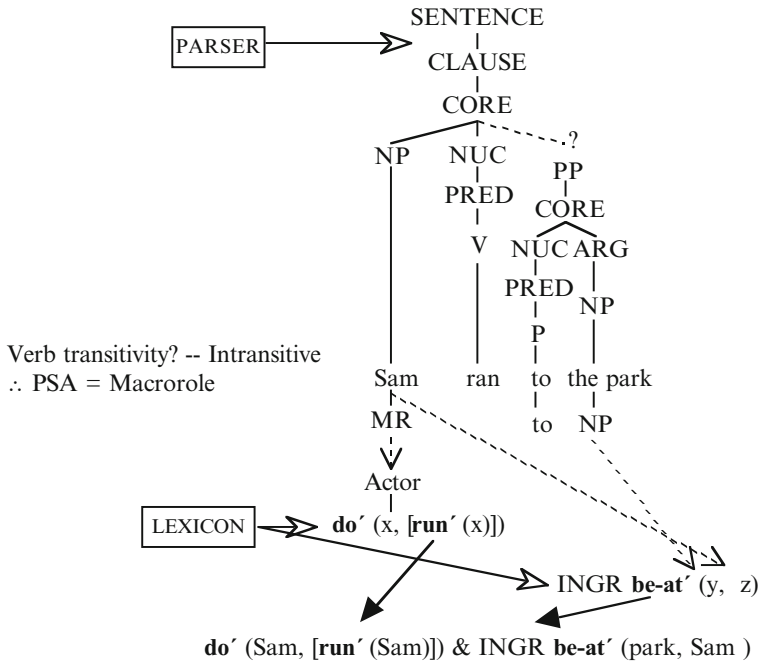 SENTENCE
PARSER
CLAUSE
CORE
?
NP NUC
PP
PRED
CORE
V NUC ARG
PRED
NP
P
Verb transitivity? -- Intransitive
∴ PSA = Macrorole
Sam ran to the park
MR to NP
Actor
LEXICON do´ (x, [run´ (x)])
INGR be-at´ (y, z)
do´ (Sam, [run´ (Sam)]) & INGR be-at´ (park, Sam )